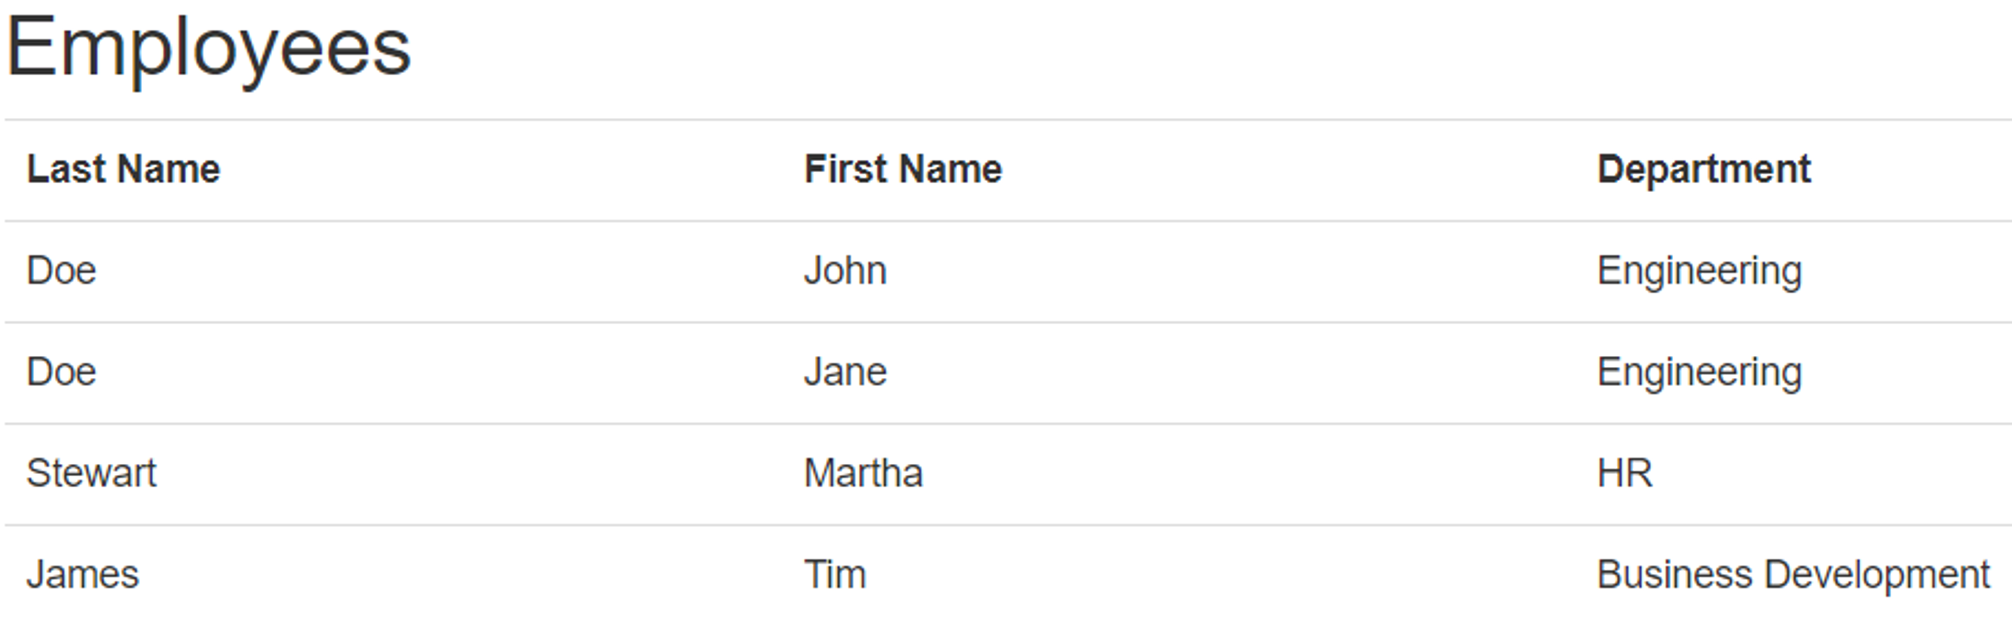 Employees
Last Name First Name Department
Doe John Engineering
Doe Jane Engineering
Stewart Martha HR
James Tim Business Development